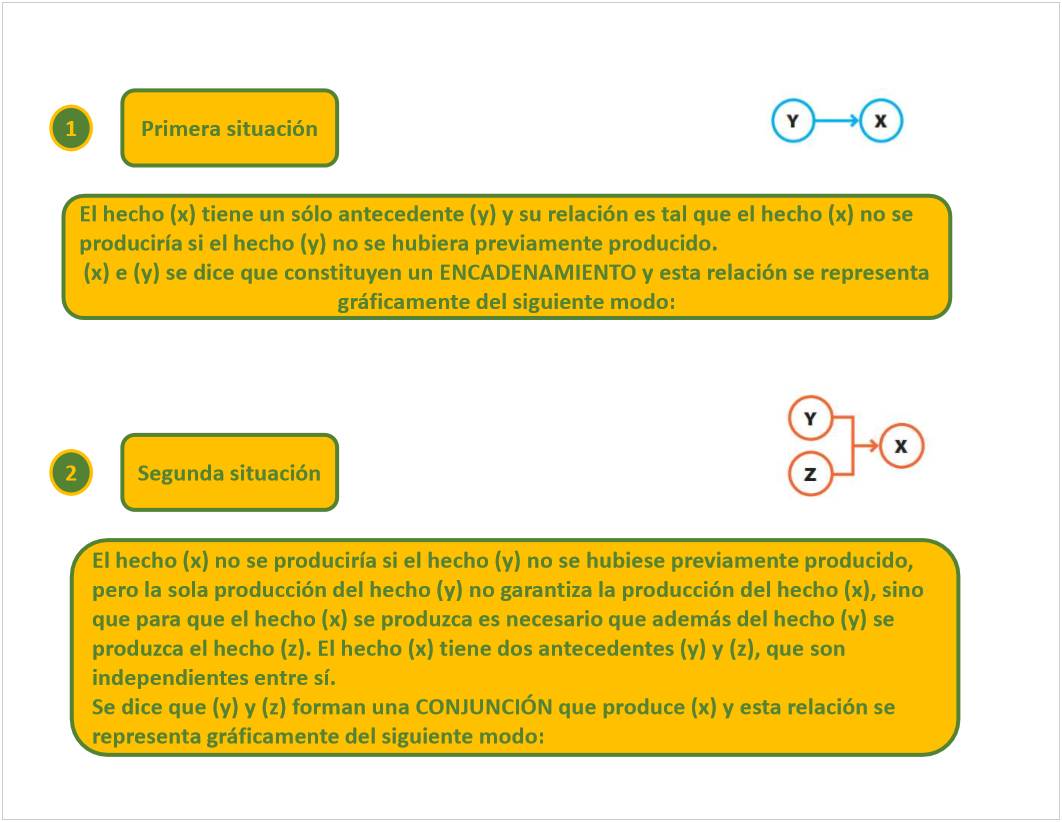 1
Primera situación
Y
X
El hecho (x) tiene un sólo antecedente (y) y su relación es tal que el hecho (x) no se
produciría si el hecho (y) no se hubiera previamente producido.
(x) e (y) se dice que constituyen un ENCADENAMIENTO y esta relación se representa
gráficamente del siguiente modo:
Y
Z
X
2
Segunda situación
El hecho (x) no se produciría si el hecho (y) no se hubiese previamente producido,
pero la sola producción del hecho (y) no garantiza la producción del hecho (x), sino
que para que el hecho (x) se produzca es necesario que además del hecho (y) se
produzca el hecho (z). El hecho (x) tiene dos antecedentes (y) y (z), que son
independientes entre sí.
Se dice que (y) y (z) forman una CONJUNCIÓN que produce (x) y esta relación se
representa gráficamente del siguiente modo: